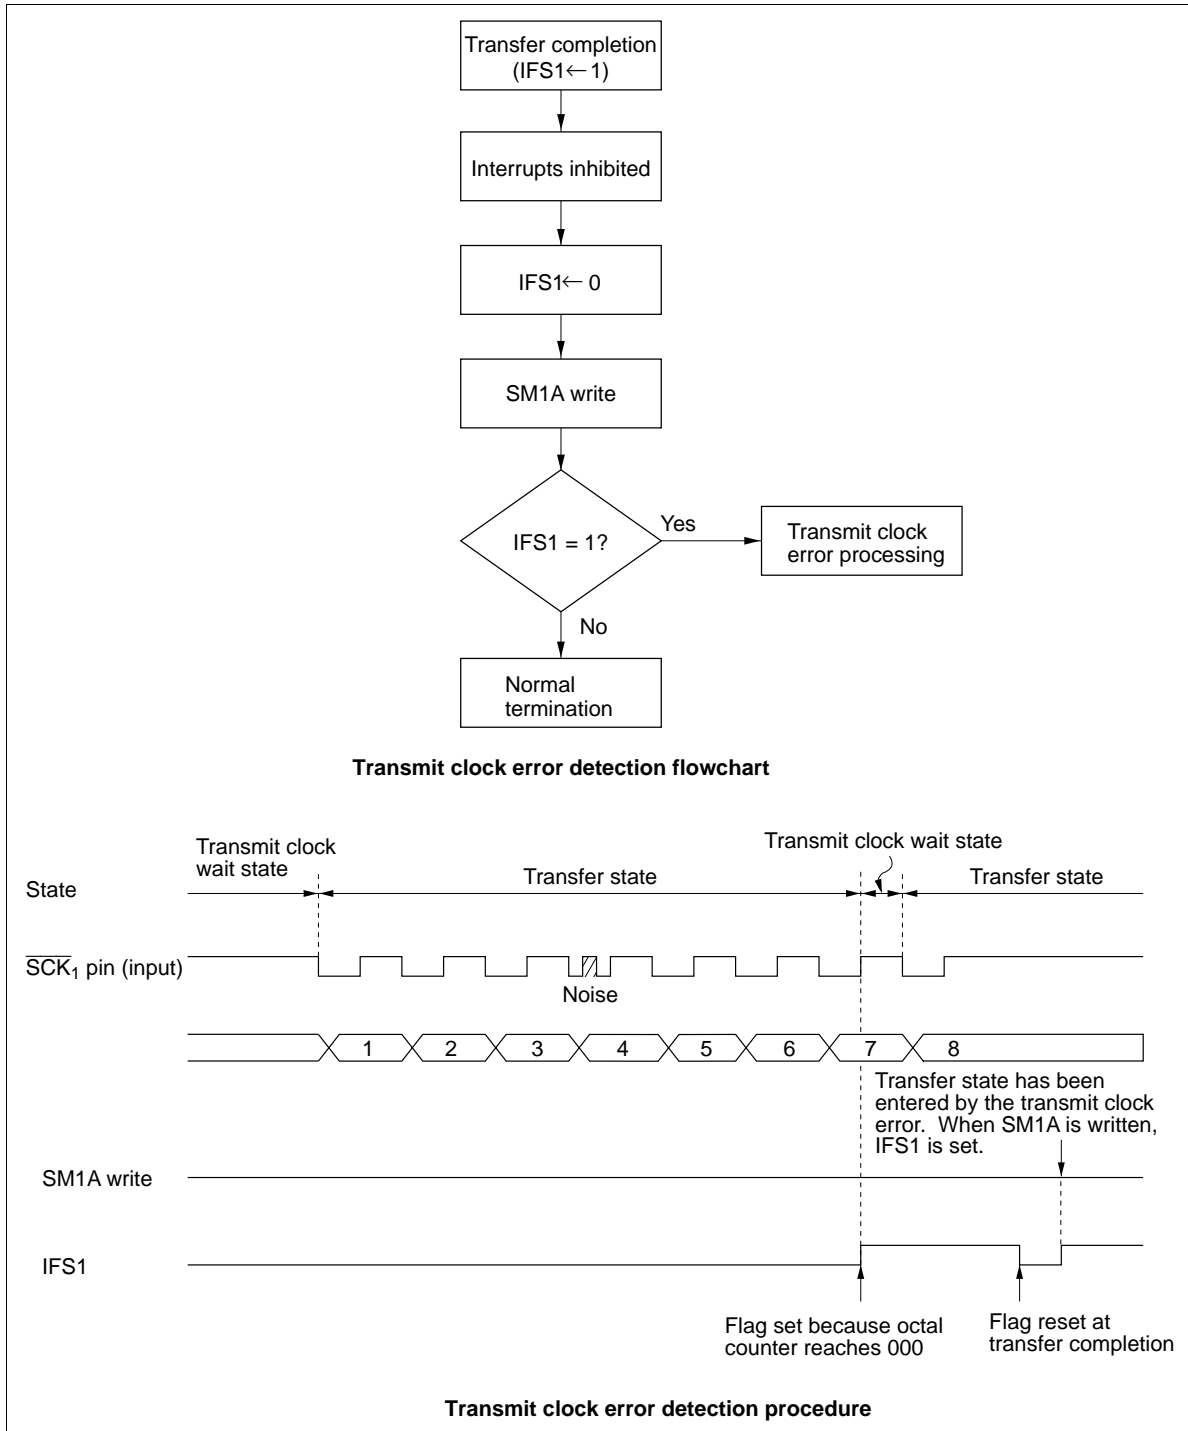 Transfer completion
(IFS1← 1)
Interrupts inhibited
IFS1← 0
SM1A write
IFS1 = 1?
Yes
Transmit clock
error processing
No
Normal
termination
Transmit clock error detection flowchart
Transmit clock
wait state
Transmit clock wait state
State
Transfer state
Transfer state
SCK1 pin (input)
Noise
1 2 3 4 5 6 7 8
Transfer state has been
entered by the transmit clock
error. When SM1A is written,
IFS1 is set.
SM1A write
IFS1
Flag set because octal
counter reaches 000
Flag reset at
transfer completion
Transmit clock error detection procedure